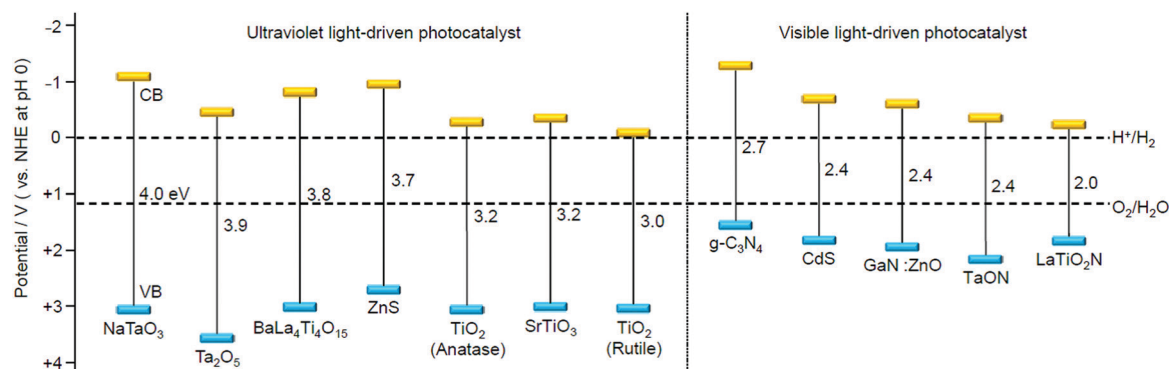 Ultraviolet light-driven photocatalyst
Visible light-driven photocatalyst
Potential / V ( vs. NHE at pH 0)
−2
−1
0
+1
+2
+3
+4
CB
VB
4.0 eV
3.9
3.8
3.7
3.2
3.2
3.0
2.7
2.4
2.4
2.4
2.0
H⁺/H₂
O₂/H₂O
NaTaO₃
Ta₂O₅
BaLa₄Ti₄O₁₅
ZnS
TiO₂
(Anatase)
SrTiO₃
TiO₂
(Rutile)
g-C₃N₄
CdS
GaN :ZnO
TaON
LaTiO₂N